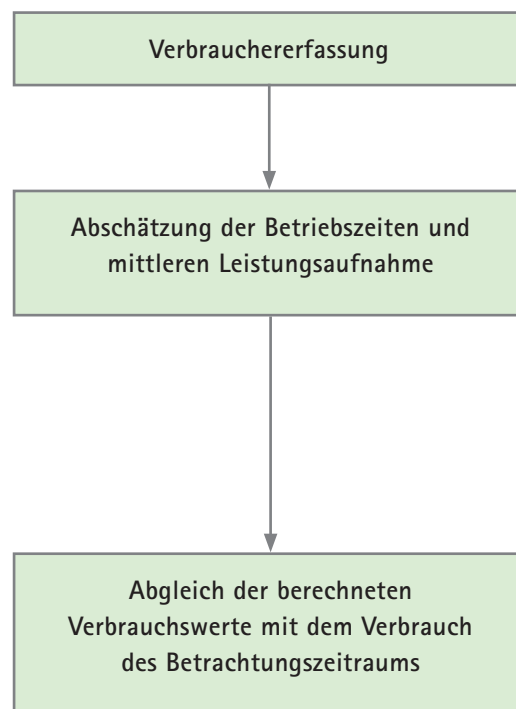 Verbrauchererfassung
Abschätzung der Betriebszeiten und
mittleren Leistungsaufnahme
Abgleich der berechneten
Verbrauchswerte mit dem Verbrauch
des Betrachtungszeitraums